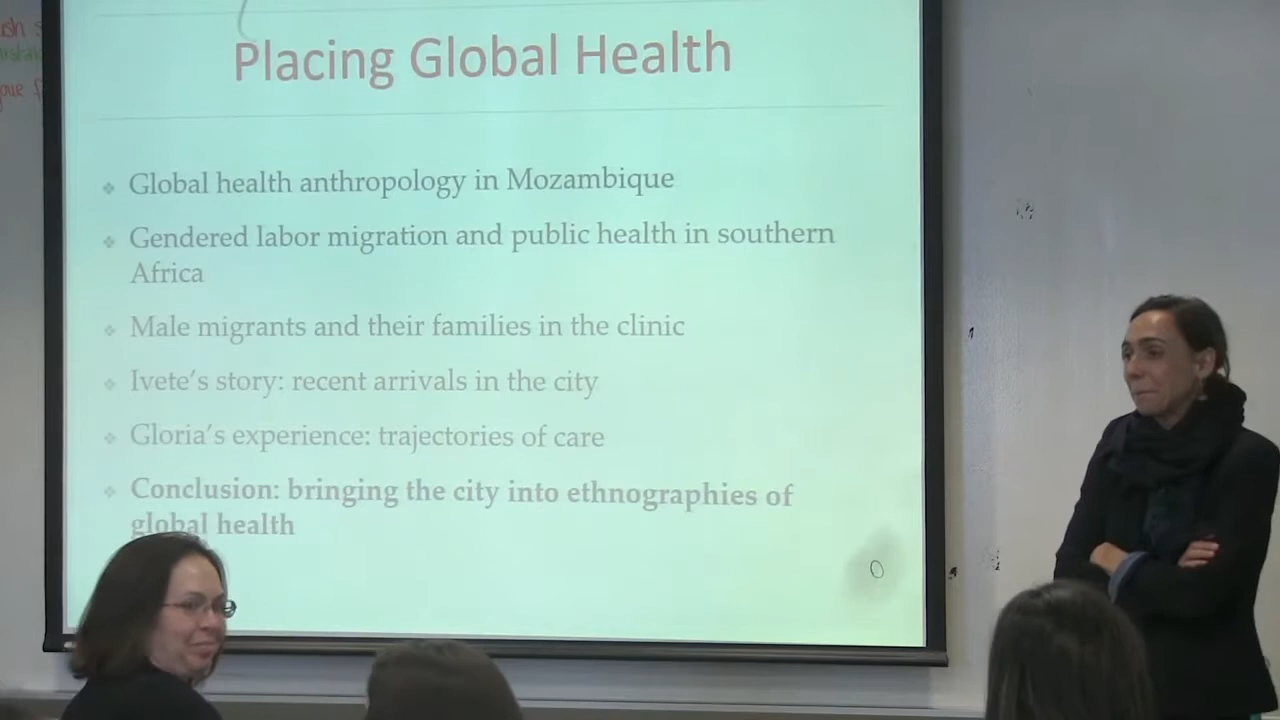 Placing Global Health
Global health anthropology in Mozambique
Gendered labor migration and public health in southern
Africa
Male migrants and their families in the clinic
Ivete's story: recent arrivals in the city
Gloria's experience: trajectories of care
Conclusion: bringing the city into ethnographies of
global health